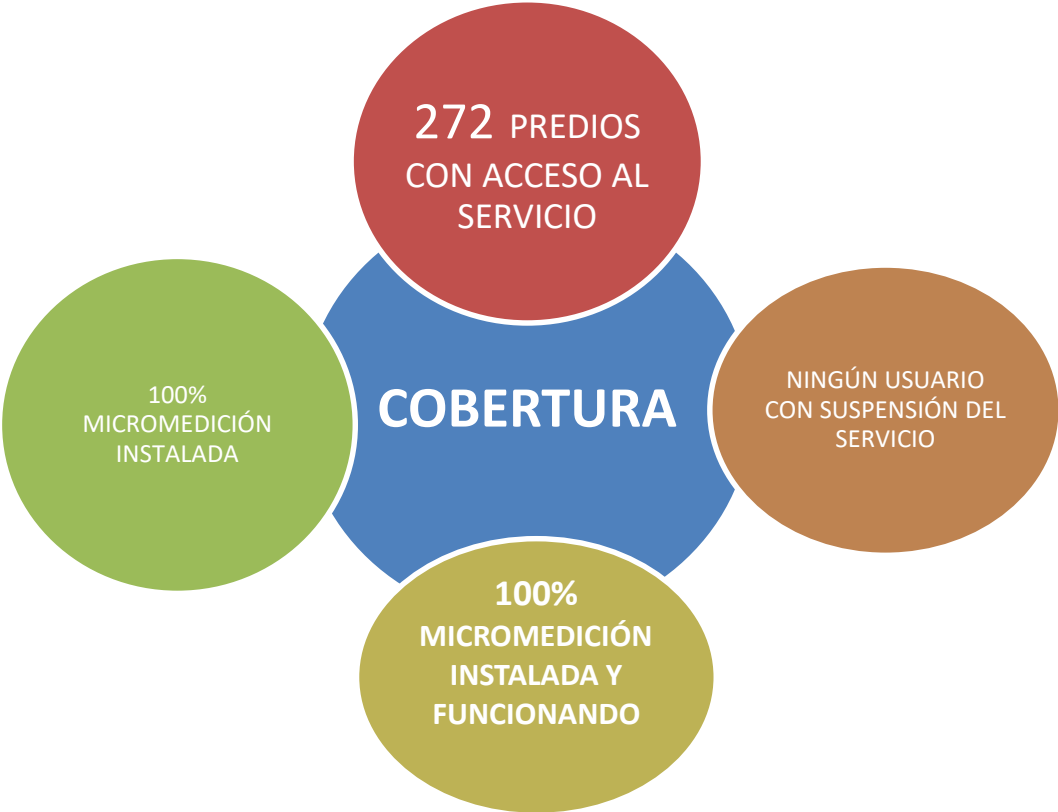 272 PREDIOS
CON ACCESO AL
SERVICIO
100%
MICROMEDICIÓN
INSTALADA
COBERTURA
NINGÚN USUARIO
CON SUSPENSIÓN DEL
SERVICIO
100%
MICROMEDICIÓN
INSTALADA Y
FUNCIONANDO